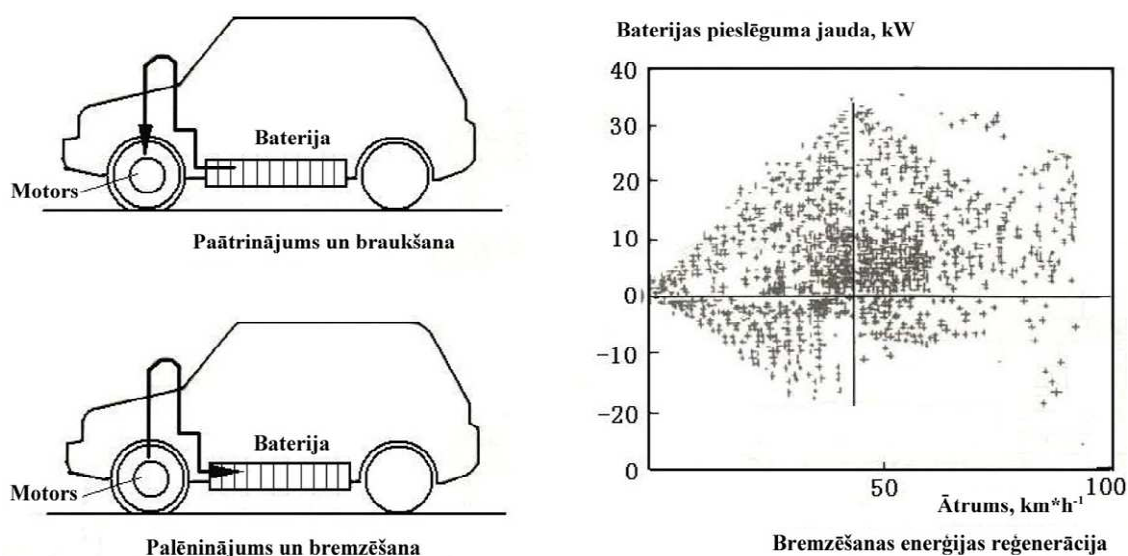 Baterija
Motors
Paātrinājums un braukšana
Baterija
Motors
Palēninājums un bremzēšana
Baterijas pieslēguma jauda, kW
40
30
20
10
0
-10
-20
0
50
100
Ātrums, km*h⁻¹
Bremzēšanas enerģijas reģenerācija